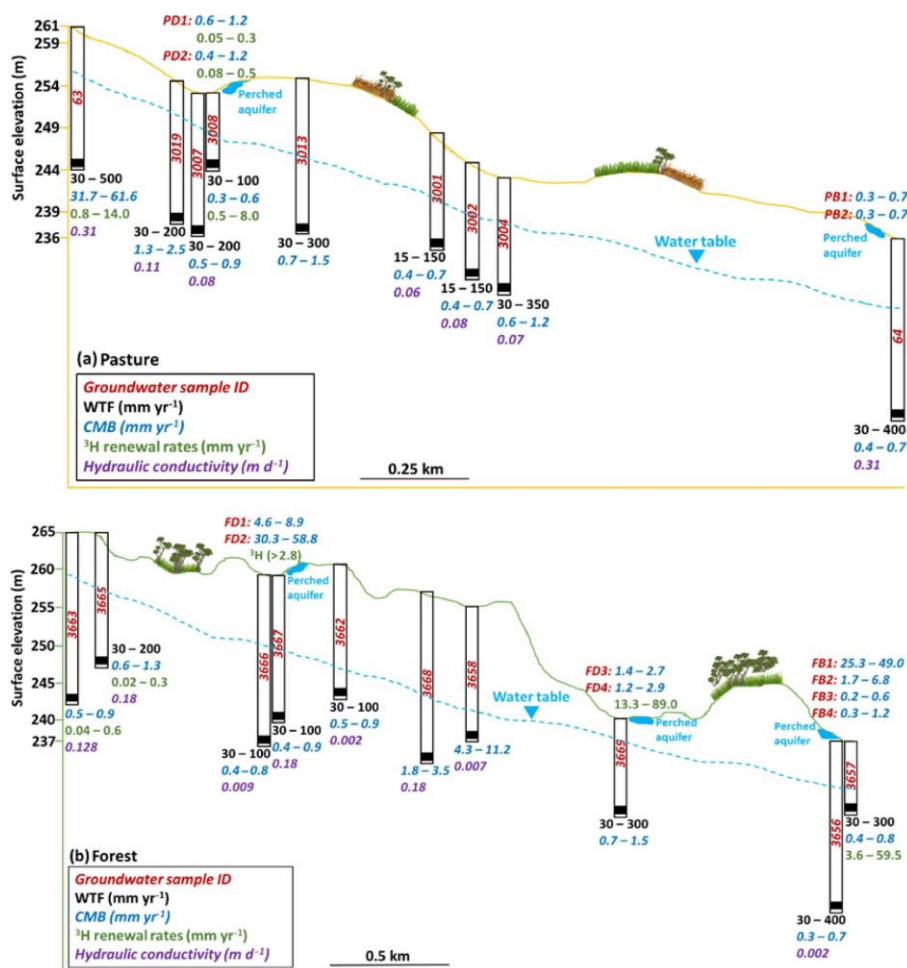 261
259
254
249
244
239
236
Surface elevation (m)
PD1: 0.6 – 1.2
0.05 – 0.3
PD2: 0.4 – 1.2
0.08 – 0.5
Perched
aquifer
63
30 – 500
31.7 – 61.6
0.8 – 14.0
0.31
3019
30 – 200
1.3 – 2.5
0.11
3007
30 – 200
0.5 – 0.9
0.08
3008
30 – 100
0.3 – 0.6
0.5 – 8.0
3013
30 – 300
0.7 – 1.5
3001
15 – 150
0.4 – 0.7
0.06
3002
15 – 150
0.4 – 0.7
0.08
3004
30 – 350
0.6 – 1.2
0.07
Water table
PB1: 0.3 – 0.7
PB2: 0.3 – 0.7
Perched
aquifer
64
30 – 400
0.4 – 0.7
0.31
(a) Pasture
Groundwater sample ID
WTF (mm yr⁻¹)
CMB (mm yr⁻¹)
³H renewal rates (mm yr⁻¹)
Hydraulic conductivity (m d⁻¹)
0.25 km
265
260
255
250
245
240
237
Surface elevation (m)
FD1: 4.6 – 8.9
FD2: 30.3 – 58.8
³H (>2.8)
Perched
aquifer
3663
0.5 – 0.9
0.04 – 0.6
0.128
3665
30 – 200
0.6 – 1.3
0.02 – 0.3
0.18
3666
30 – 100
0.4 – 0.8
0.009
3667
30 – 100
0.4 – 0.9
0.18
3662
30 – 100
0.5 – 0.9
0.002
3668
1.8 – 3.5
0.18
3658
4.3 – 11.2
0.007
Water table
FD3: 1.4 – 2.7
FD4: 1.2 – 2.9
13.3 – 89.0
Perched
aquifer
3669
30 – 300
0.7 – 1.5
FB1: 25.3 – 49.0
FB2: 1.7 – 6.8
FB3: 0.2 – 0.6
FB4: 0.3 – 1.2
Perched
aquifer
3657
30 – 300
0.4 – 0.8
3.6 – 59.5
3656
30 – 400
0.3 – 0.7
0.002
(b) Forest
Groundwater sample ID
WTF (mm yr⁻¹)
CMB (mm yr⁻¹)
³H renewal rates (mm yr⁻¹)
Hydraulic conductivity (m d⁻¹)
0.5 km